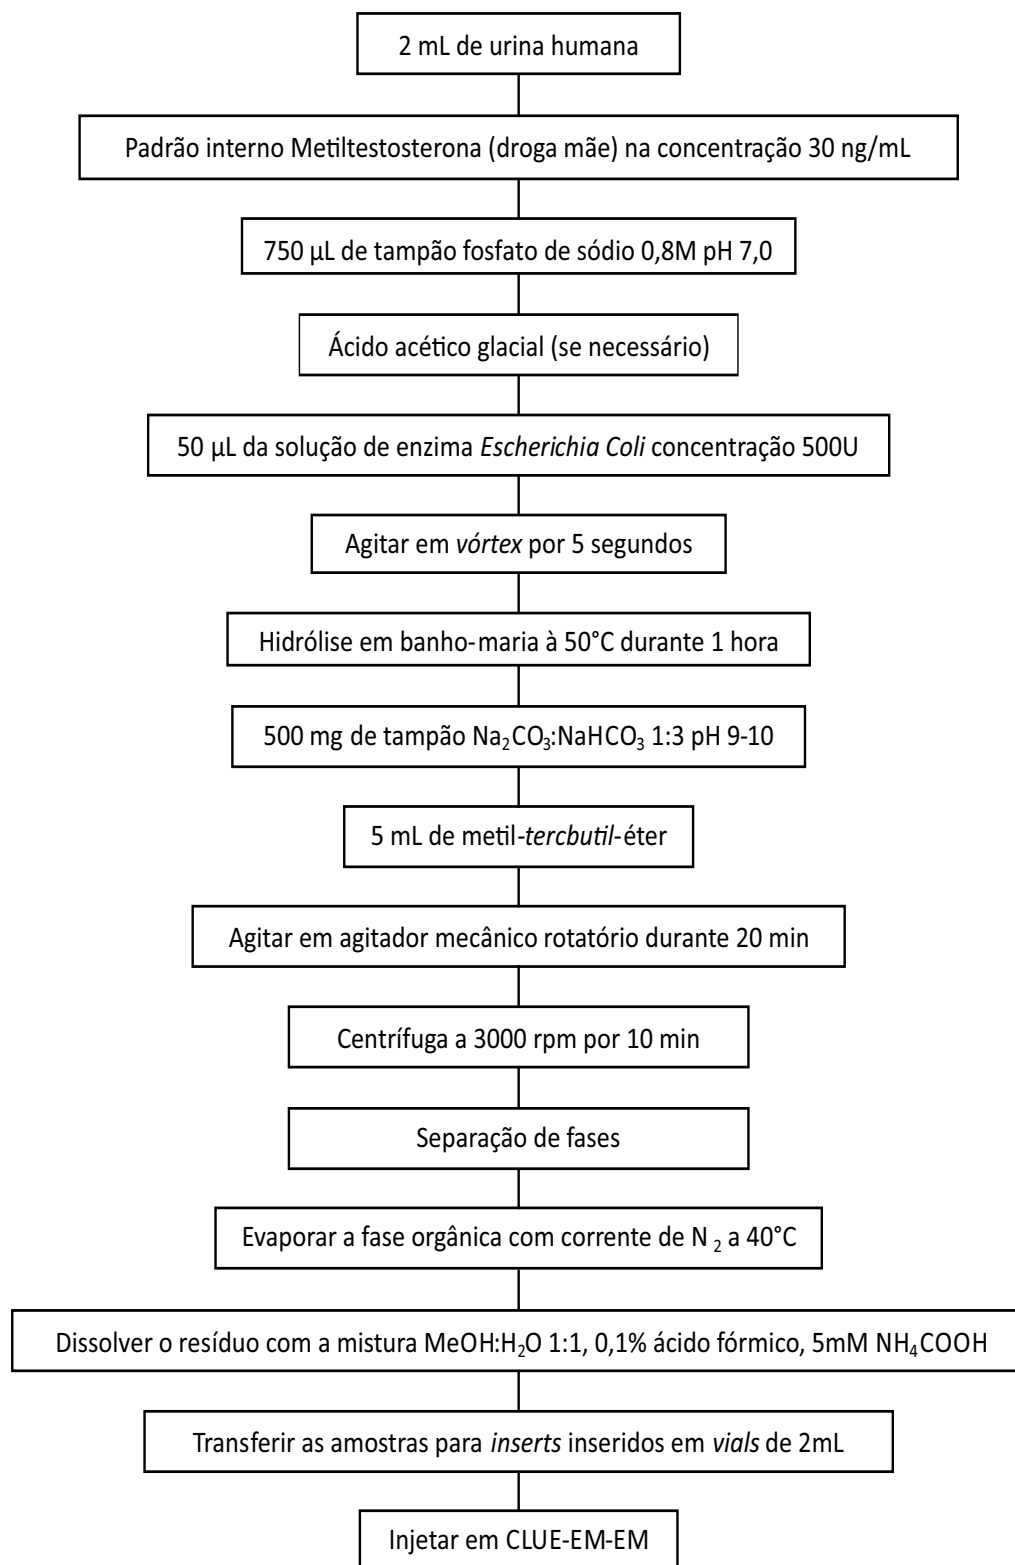 2 mL de urina humana
Padrão interno Metiltestosterona (droga mãe) na concentração 30 ng/mL
750 µL de tampão fosfato de sódio 0,8M pH 7,0
Ácido acético glacial (se necessário)
50 µL da solução de enzima Escherichia Coli concentração 500U
Agitar em vórtex por 5 segundos
Hidrólise em banho-maria à 50°C durante 1 hora
500 mg de tampão Na₂CO₃:NaHCO₃ 1:3 pH 9-10
5 mL de metil-tercbutil-éter
Agitar em agitador mecânico rotatório durante 20 min
Centrífuga a 3000 rpm por 10 min
Separação de fases
Evaporar a fase orgânica com corrente de N₂ a 40°C
Dissolver o resíduo com a mistura MeOH:H₂O 1:1, 0,1% ácido fórmico, 5mM NH₄COOH
Transferir as amostras para inserts inseridos em vials de 2mL
Injetar em CLUE-EM-EM